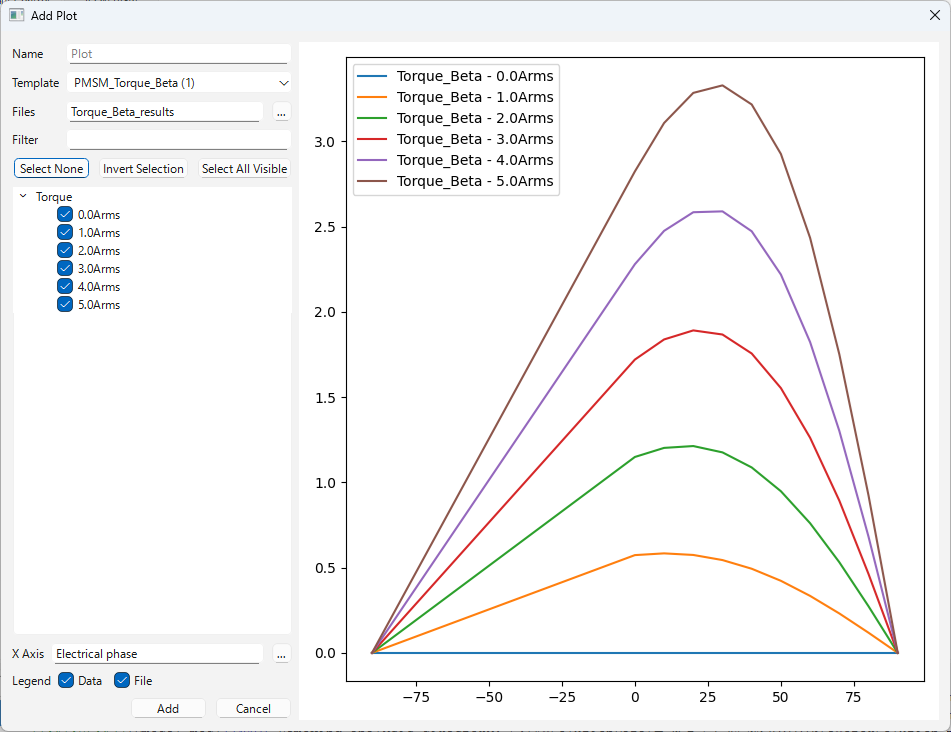 Add Plot
Name Plot
Template PMSM_Torque_Beta (1)
Files Torque_Beta_results ...
Filter
Select None Invert Selection Select All Visible
Torque
0.0Arms
1.0Arms
2.0Arms
3.0Arms
4.0Arms
5.0Arms
X Axis Electrical phase ...
Legend Data File
Add Cancel
Torque_Beta - 0.0Arms
Torque_Beta - 1.0Arms
Torque_Beta - 2.0Arms
Torque_Beta - 3.0Arms
Torque_Beta - 4.0Arms
Torque_Beta - 5.0Arms
3.0
2.5
2.0
1.5
1.0
0.5
0.0
−75 −50 −25 0 25 50 75